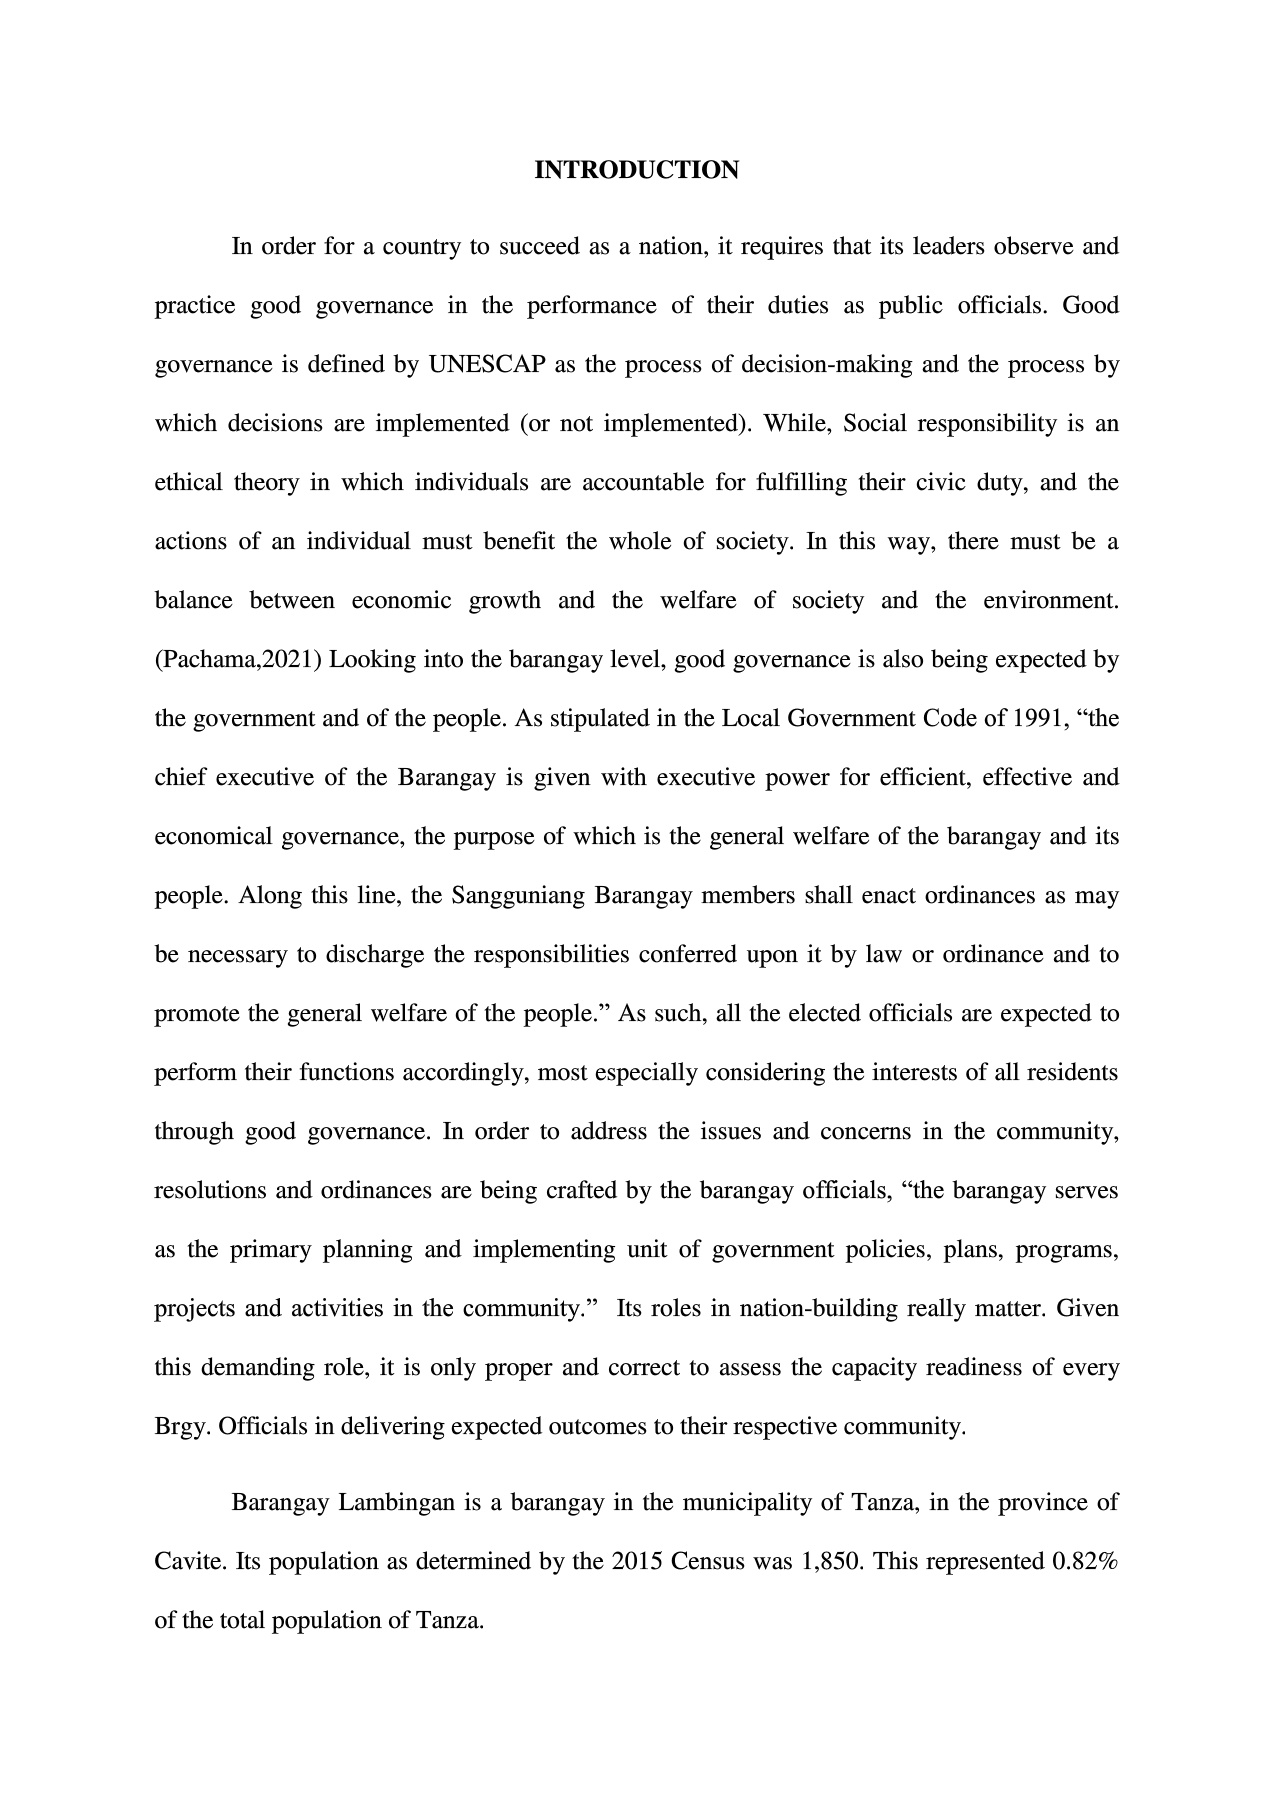 INTRODUCTION
In order for a country to succeed as a nation, it requires that its leaders observe and
practice good governance in the performance of their duties as public officials. Good
governance is defined by UNESCAP as the process of decision-making and the process by
which decisions are implemented (or not implemented). While, Social responsibility is an
ethical theory in which individuals are accountable for fulfilling their civic duty, and the
actions of an individual must benefit the whole of society. In this way, there must be a
balance between economic growth and the welfare of society and the environment.
(Pachama,2021) Looking into the barangay level, good governance is also being expected by
the government and of the people. As stipulated in the Local Government Code of 1991, “the
chief executive of the Barangay is given with executive power for efficient, effective and
economical governance, the purpose of which is the general welfare of the barangay and its
people. Along this line, the Sangguniang Barangay members shall enact ordinances as may
be necessary to discharge the responsibilities conferred upon it by law or ordinance and to
promote the general welfare of the people.” As such, all the elected officials are expected to
perform their functions accordingly, most especially considering the interests of all residents
through good governance. In order to address the issues and concerns in the community,
resolutions and ordinances are being crafted by the barangay officials, “the barangay serves
as the primary planning and implementing unit of government policies, plans, programs,
projects and activities in the community.”  Its roles in nation-building really matter. Given
this demanding role, it is only proper and correct to assess the capacity readiness of every
Brgy. Officials in delivering expected outcomes to their respective community.
Barangay Lambingan is a barangay in the municipality of Tanza, in the province of
Cavite. Its population as determined by the 2015 Census was 1,850. This represented 0.82%
of the total population of Tanza.